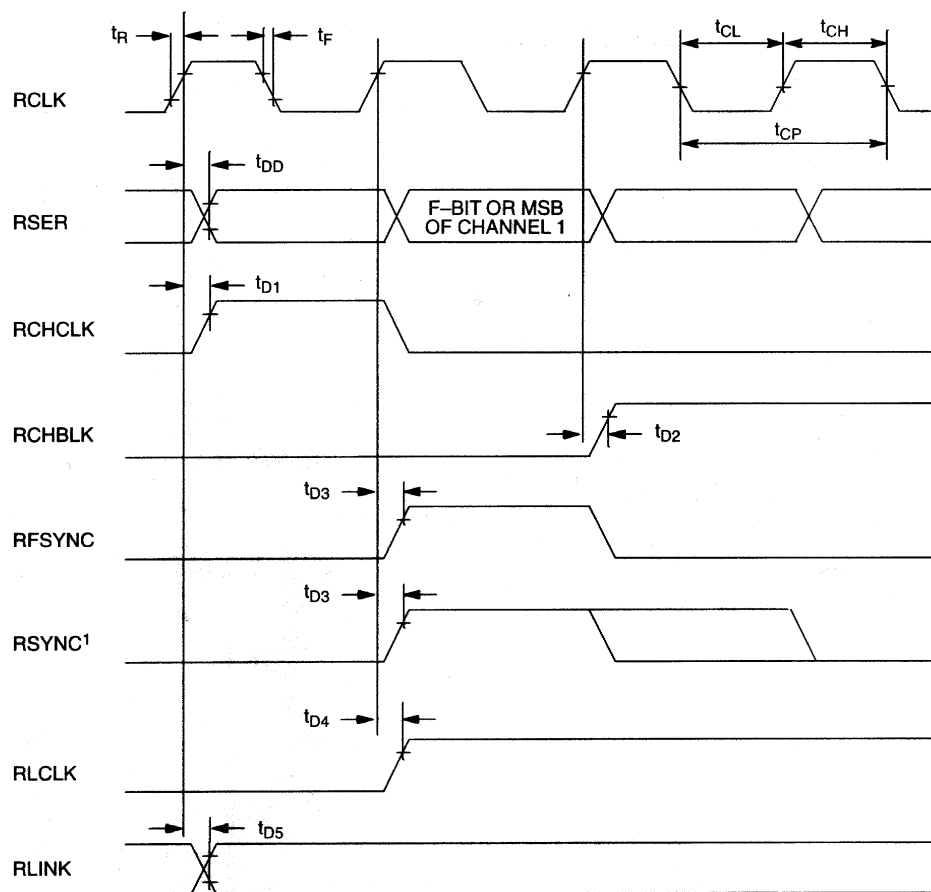 tR
tF
tCL
tCH
RCLK
tCP
tDD
RSER
F–BIT OR MSB
OF CHANNEL 1
tD1
RCHCLK
RCHBLK
tD2
tD3
RFSYNC
tD3
RSYNC1
tD4
RLCLK
tD5
RLINK